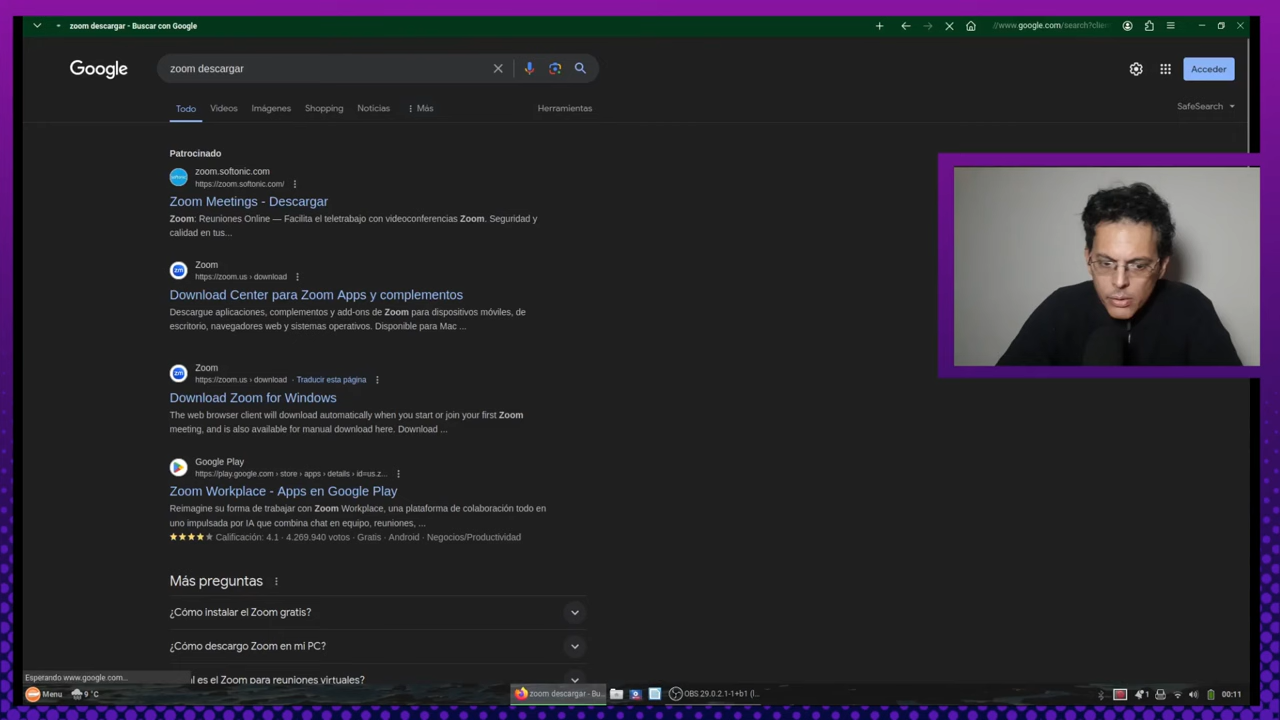 zoom descargar - Buscar con Google
//www.google.com/search?clie
Google
zoom descargar
Acceder
Todo
Videos
Imágenes
Shopping
Noticias
Más
Herramientas
SafeSearch
Patrocinado
zoom.softonic.com
https://zoom.softonic.com/
Zoom Meetings - Descargar
Zoom: Reuniones Online — Facilita el teletrabajo con videoconferencias Zoom. Seguridad y
calidad en tus...
Zoom
https://zoom.us › download
Download Center para Zoom Apps y complementos
Descargue aplicaciones, complementos y add-ons de Zoom para dispositivos móviles, de
escritorio, navegadores web y sistemas operativos. Disponible para Mac ...
Zoom
https://zoom.us › download · Traducir esta página
Download Zoom for Windows
The web browser client will download automatically when you start or join your first Zoom
meeting, and is also available for manual download here. Download ...
Google Play
https://play.google.com › store › apps › details › id=us.z...
Zoom Workplace - Apps en Google Play
Reimagine su forma de trabajar con Zoom Workplace, una plataforma de colaboración todo en
uno impulsada por IA que combina chat en equipo, reuniones, ...
Calificación: 4.1 · 4.269.940 votos · Gratis · Android · Negocios/Productividad
Más preguntas
¿Cómo instalar el Zoom gratis?
¿Cómo descargo Zoom en mi PC?
al es el Zoom para reuniones virtuales?
Esperando www.google.com...
Menu
9 °C
zoom descargar - Bu...
OBS 29.0.2.1-1+b1 (l...
1
00:11